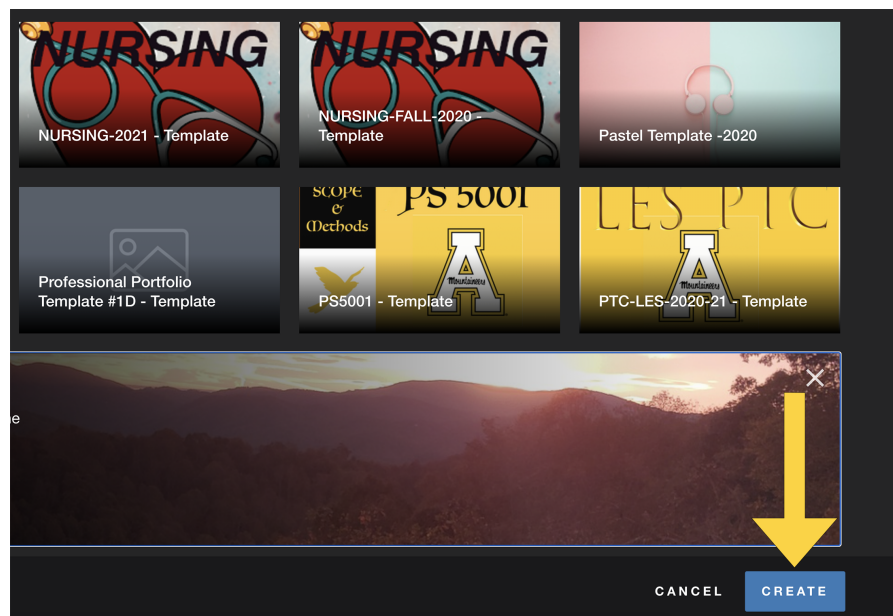 NURSING
NURSING-2021 - Template
NURSING
NURSING-FALL-2020 -
Template
Pastel Template -2020
Professional Portfolio
Template #1D - Template
SCOPE
&
Methods
PS 5001
A
Mountaineers
PS5001 - Template
LES PTC
A
Mountaineers
PTC-LES-2020-21 - Template
CANCEL
CREATE